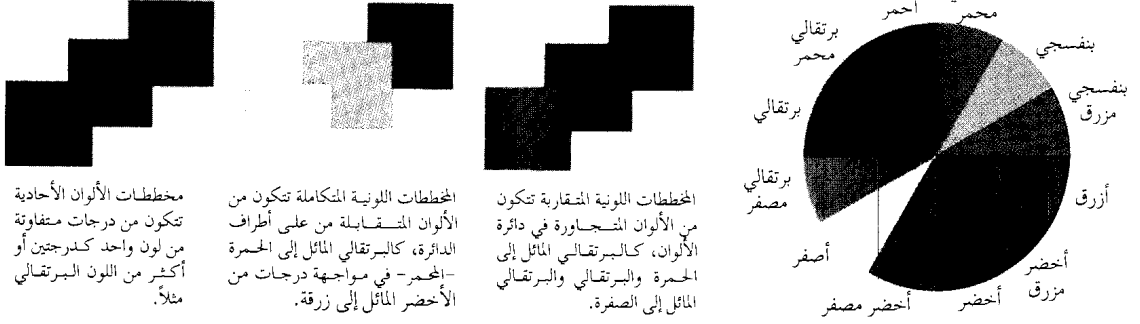 محمر
بنفسجي
بنفسجي
مزرق
أزرق
أخضر
مزرق
أخضر
أخضر مصفر
أصفر
برتقالي
مصفر
برتقالي
برتقالي
محمر
أحمر
المخططات اللونية المتقاربة تتكون
من الألوان المتجاورة في دائرة
الألوان، كالبرتقالي المائل إلى
الحمرة والبرتقالي والبرتقالي
المائل إلى الصفرة.
المخططات اللونية المتكاملة تتكون من
الألوان المتقابلة من على أطراف
الدائرة، كالبرتقالي المائل إلى الحمرة
-المحمر- في مواجهة درجات من
الأخضر المائل إلى زرقة.
مخططات الألوان الأحادية
تتكون من درجات متفاوتة
من لون واحد كدرجتين أو
أكثر من اللون البرتقالي
مثلاً.